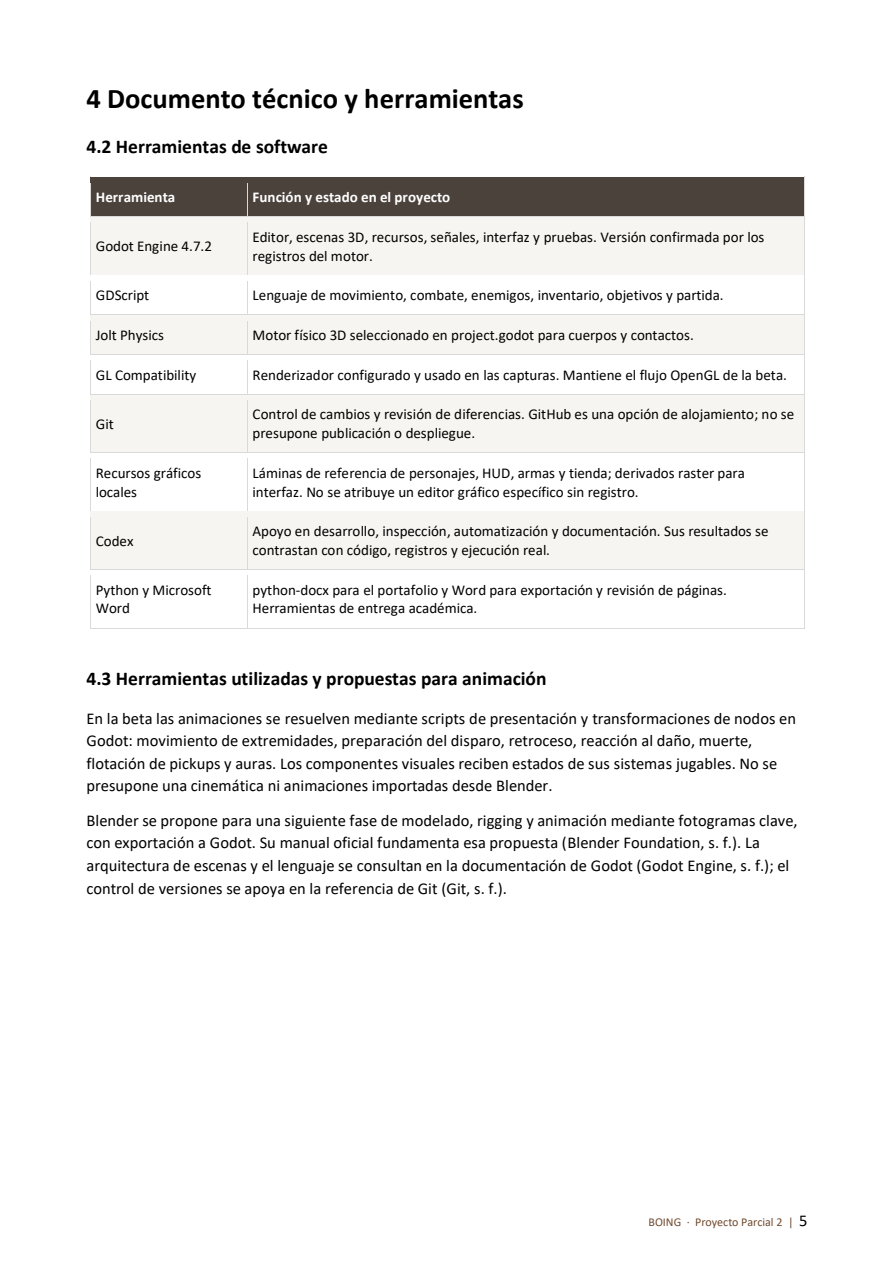 4 Documento técnico y herramientas
4.2 Herramientas de software
Herramienta
Función y estado en el proyecto
Godot Engine 4.7.2
Editor, escenas 3D, recursos, señales, interfaz y pruebas. Versión confirmada por los
registros del motor.
GDScript
Lenguaje de movimiento, combate, enemigos, inventario, objetivos y partida.
Jolt Physics
Motor físico 3D seleccionado en project.godot para cuerpos y contactos.
GL Compatibility
Renderizador configurado y usado en las capturas. Mantiene el flujo OpenGL de la beta.
Git
Control de cambios y revisión de diferencias. GitHub es una opción de alojamiento; no se
presupone publicación o despliegue.
Recursos gráficos
locales
Láminas de referencia de personajes, HUD, armas y tienda; derivados raster para
interfaz. No se atribuye un editor gráfico específico sin registro.
Codex
Apoyo en desarrollo, inspección, automatización y documentación. Sus resultados se
contrastan con código, registros y ejecución real.
Python y Microsoft
Word
python-docx para el portafolio y Word para exportación y revisión de páginas.
Herramientas de entrega académica.
4.3 Herramientas utilizadas y propuestas para animación
En la beta las animaciones se resuelven mediante scripts de presentación y transformaciones de nodos en
Godot: movimiento de extremidades, preparación del disparo, retroceso, reacción al daño, muerte,
flotación de pickups y auras. Los componentes visuales reciben estados de sus sistemas jugables. No se
presupone una cinemática ni animaciones importadas desde Blender.
Blender se propone para una siguiente fase de modelado, rigging y animación mediante fotogramas clave,
con exportación a Godot. Su manual oficial fundamenta esa propuesta (Blender Foundation, s. f.). La
arquitectura de escenas y el lenguaje se consultan en la documentación de Godot (Godot Engine, s. f.); el
control de versiones se apoya en la referencia de Git (Git, s. f.).
BOING · Proyecto Parcial 2 | 5